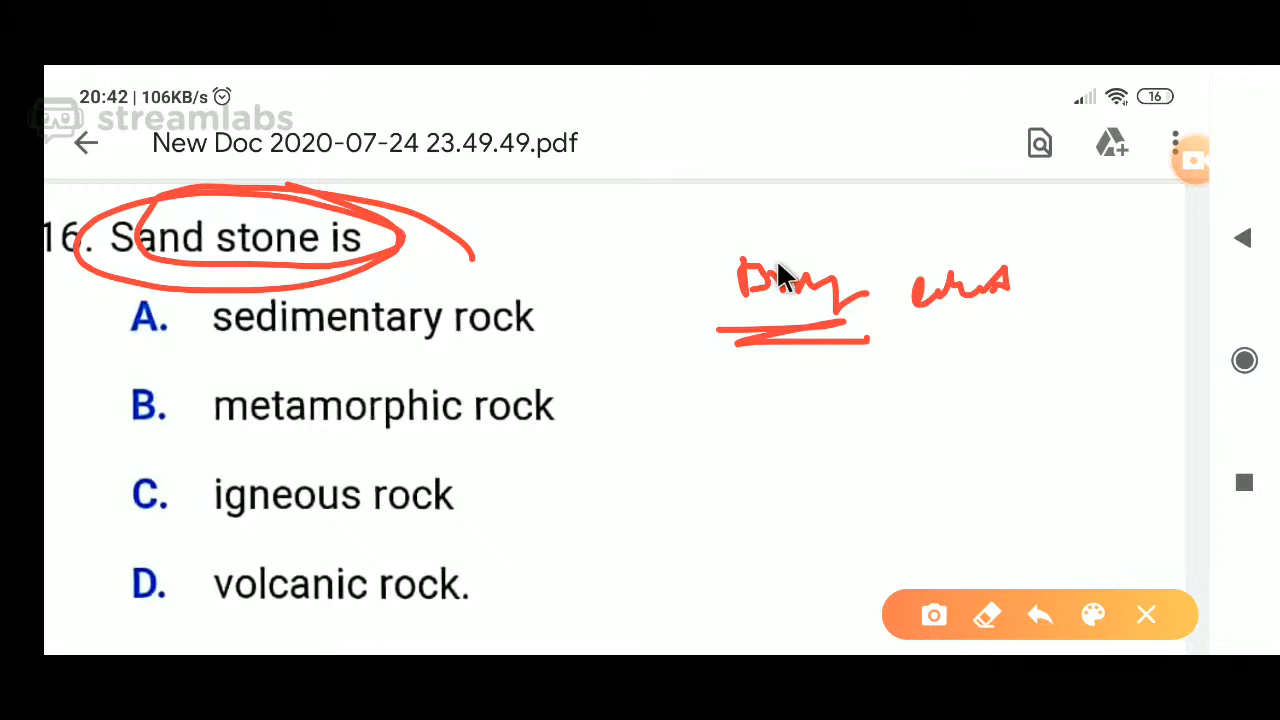 20:42 | 106KB/s
16
streamlabs
New Doc 2020-07-24 23.49.49.pdf
16. Sand stone is
A. sedimentary rock
B. metamorphic rock
C. igneous rock
D. volcanic rock.